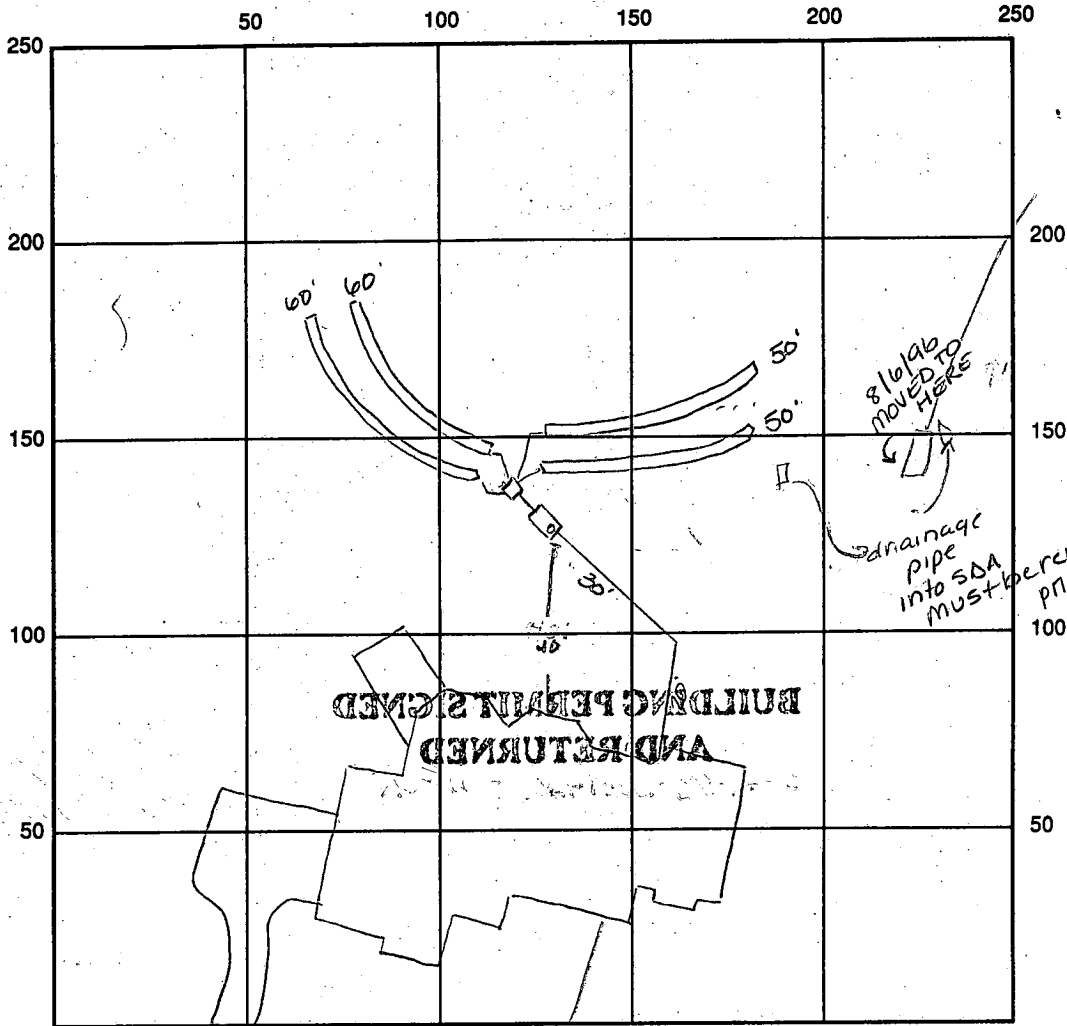 50 100 150 200 250
250
200 200
60' 60'
50'
8/6/96
MOVED TO
HERE
150 150
50'
drainage
pipe
into SDA
30'
100 100
40'
BUILDING PERMIT SIGNED
AND RETURNED
50 50